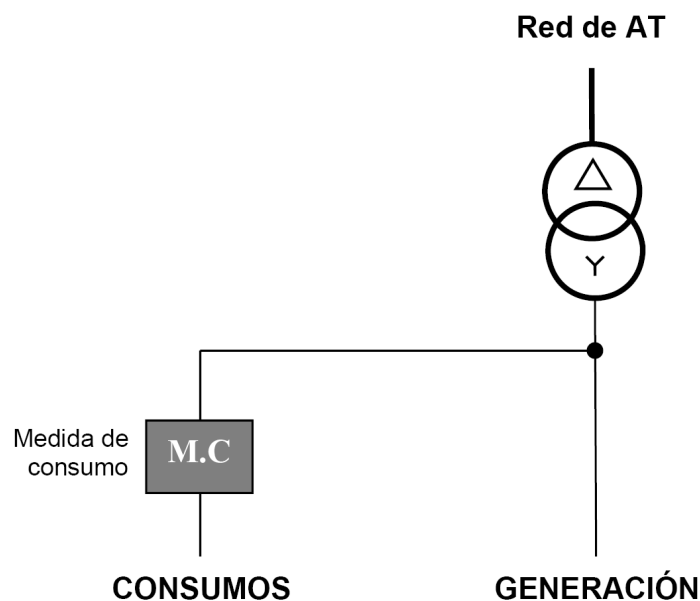 Red de AT
Medida de
consumo
M.C
CONSUMOS
GENERACIÓN